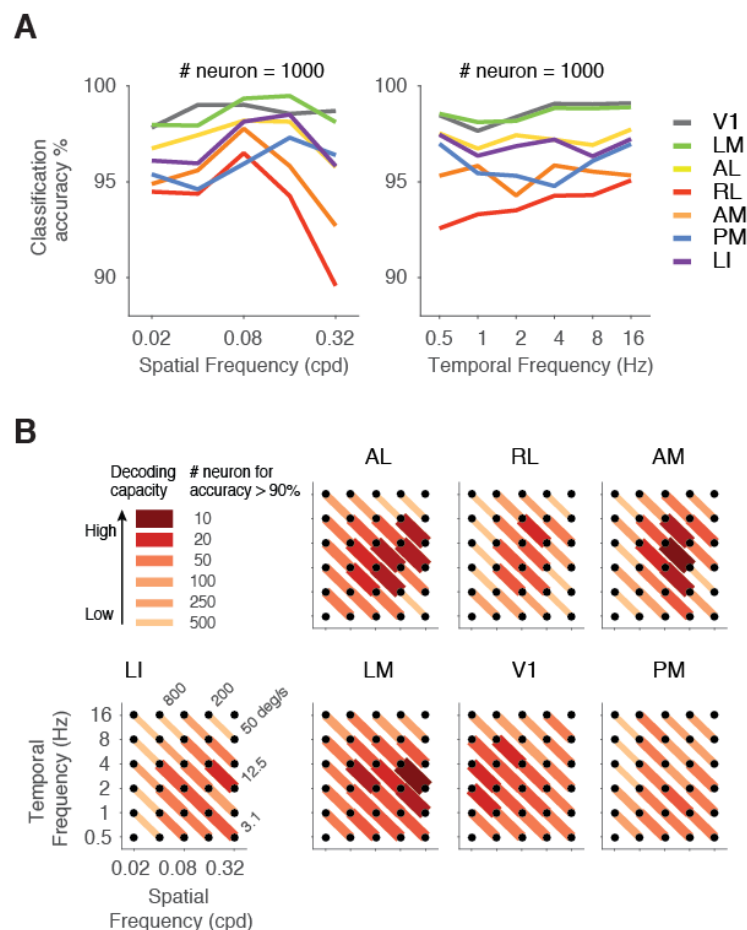 A
# neuron = 1000
# neuron = 1000
Classification
accuracy %
100
95
90
0.02
0.08
0.32
Spatial Frequency (cpd)
100
95
90
0.5
1
2
4
8
16
Temporal Frequency (Hz)
V1
LM
AL
RL
AM
PM
LI
B
Decoding
capacity
# neuron for
accuracy > 90%
High
Low
10
20
50
100
250
500
AL
RL
AM
LI
LM
V1
PM
800
200
50 deg/s
12.5
3.1
Temporal
Frequency (Hz)
16
8
4
2
1
0.5
0.02
0.08
0.32
Spatial
Frequency (cpd)